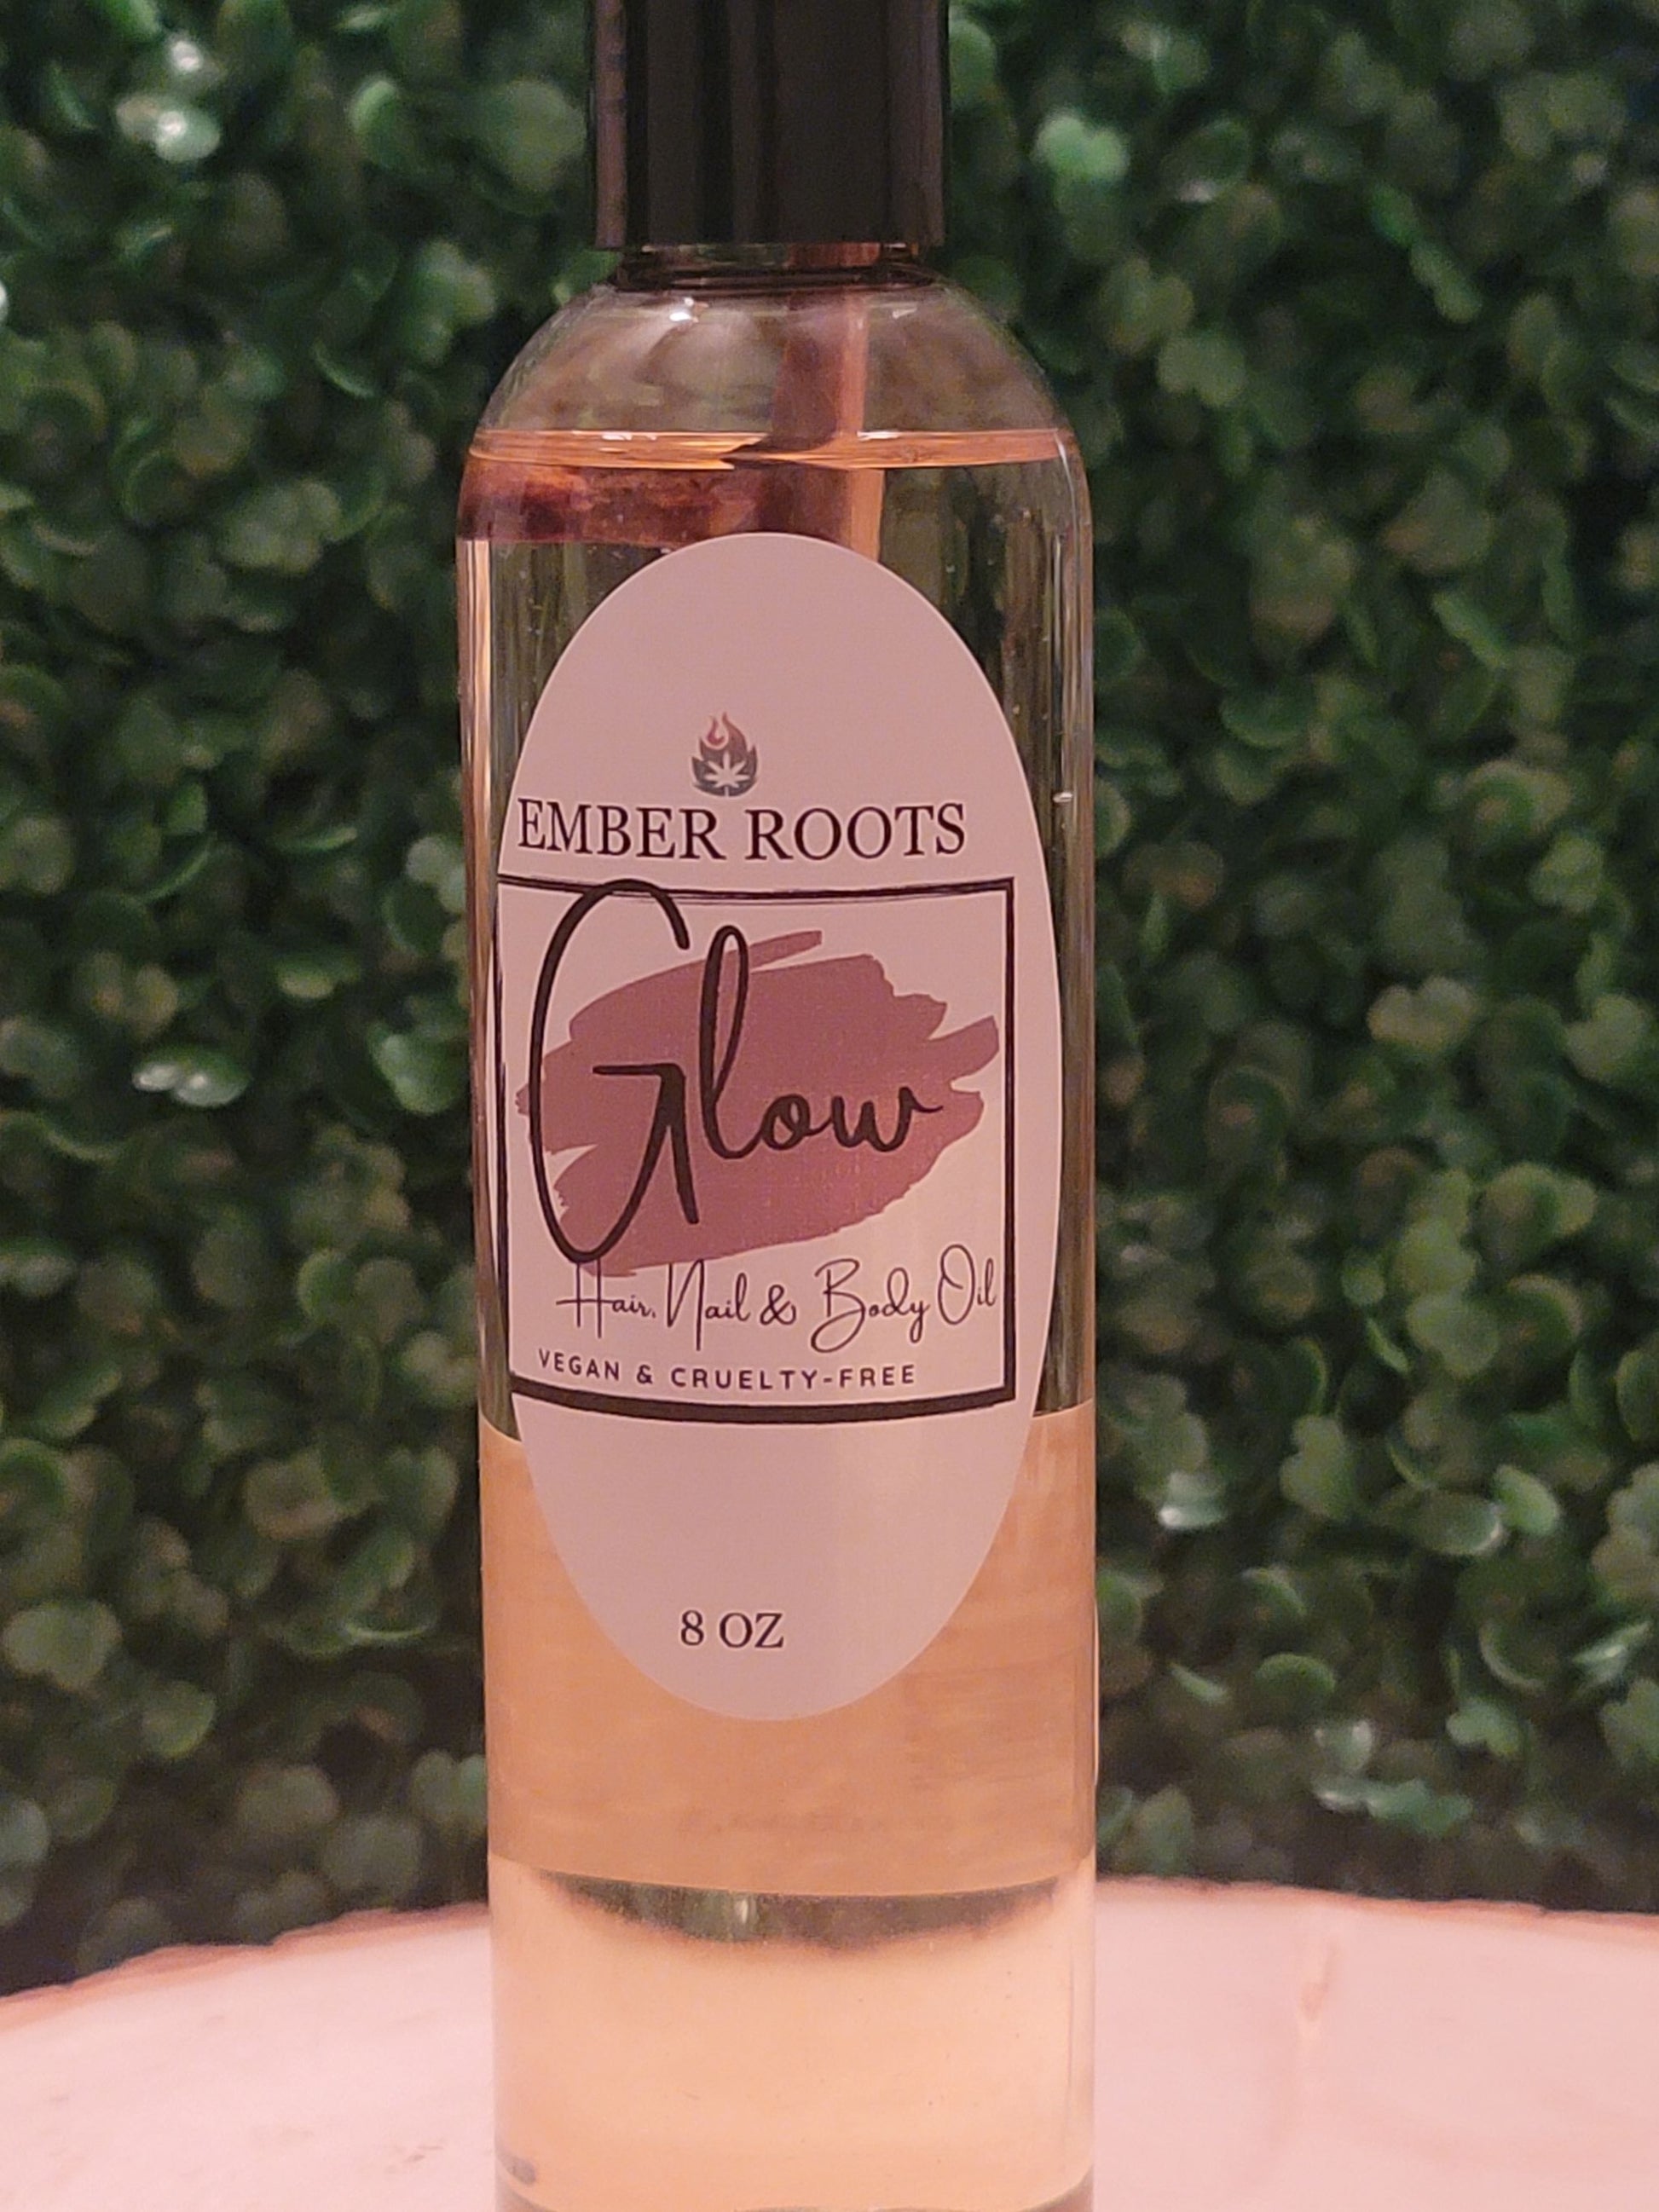 EMBER ROOTS
Glow
Hair, Nail & Body Oil
VEGAN & CRUELTY-FREE
8 OZ